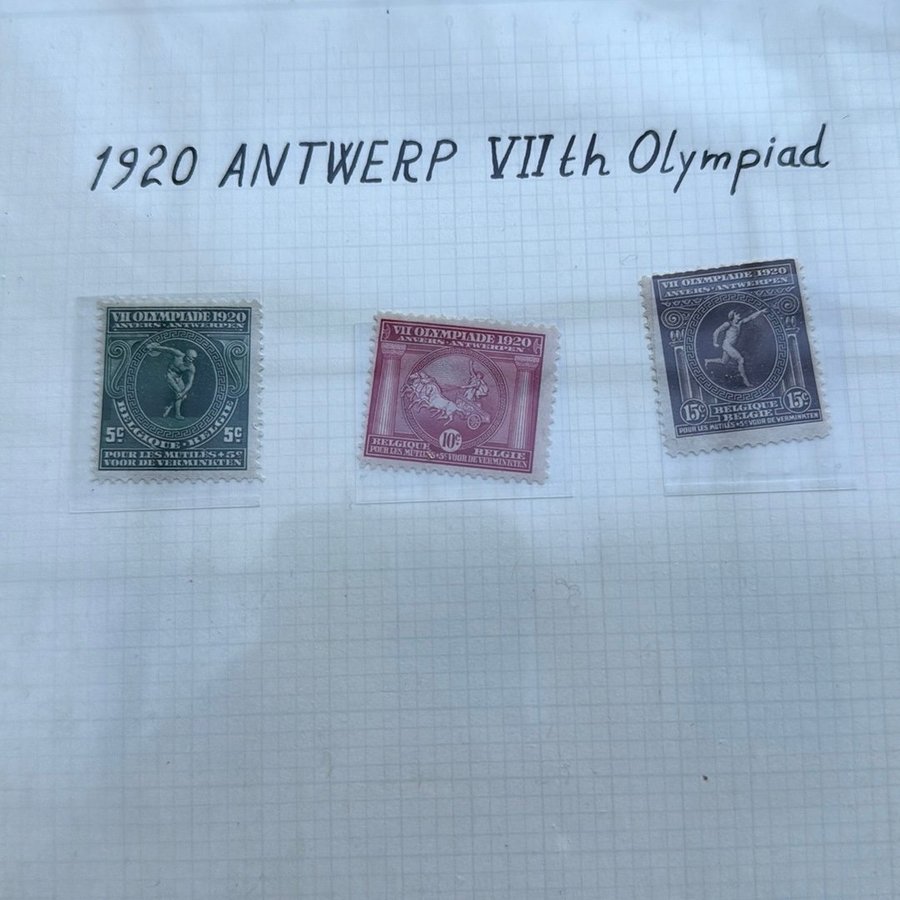 1920 ANTWERP VIIth Olympiad
VII OLYMPIADE 1920
ANVERS·ANTWERPEN
5c 5c
BELGIQUE·BELGIE
POUR LES MUTILÉS+5c
VOOR DE VERMINKTEN
VII OLYMPIADE 1920
ANVERS·ANTWERPEN
10c
BELGIQUE BELGIE
POUR LES MUTILÉS+5c VOOR DE VERMINKTEN
VII OLYMPIADE 1920
ANVERS·ANTWERPEN
15c 15c
BELGIQUE
BELGIE
POUR LES MUTILÉS+5c VOOR DE VERMINKTEN